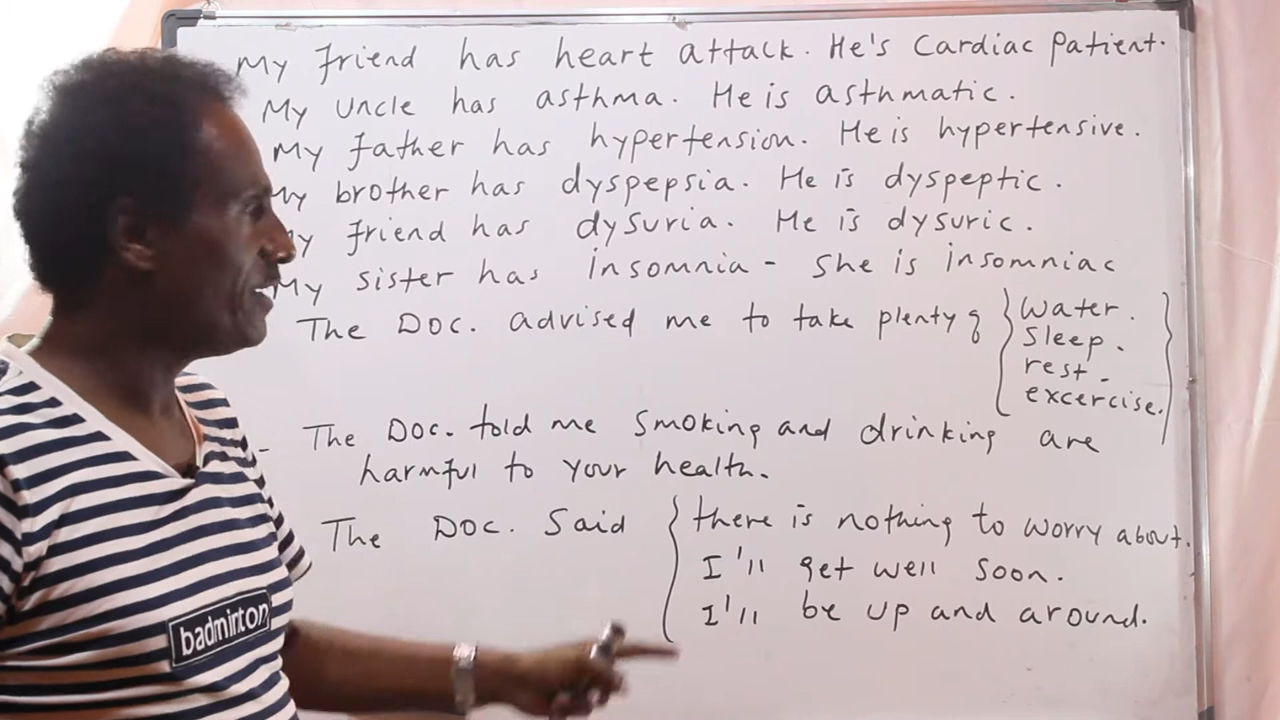 My friend has heart attack. He's Cardiac Patient.
My uncle has asthma. He is asthmatic.
My father has hypertension. He is hypertensive.
My brother has dyspepsia. He is dyspeptic.
My friend has dysuria. He is dysuric.
My sister has insomnia - She is insomniac
The Doc. advised me to take plenty of { water.
sleep.
rest.
excercise. }
- The Doc. told me smoking and drinking are
harmful to your health.
The Doc. Said { there is nothing to worry about.
I'll get well soon.
I'll be up and around.
badminton